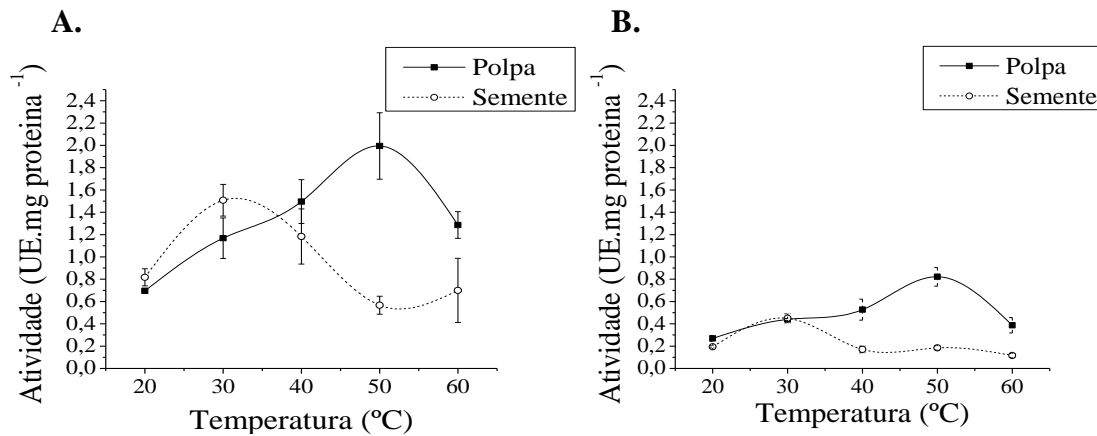 A.
Polpa
Semente
Atividade (UE.mg proteina -1)
2,4
2,2
2,0
1,8
1,6
1,4
1,2
1,0
0,8
0,6
0,4
0,2
0,0
20 30 40 50 60
Temperatura (ºC)
B.
Polpa
Semente
Atividade (UE.mg proteina -1)
2,4
2,2
2,0
1,8
1,6
1,4
1,2
1,0
0,8
0,6
0,4
0,2
0,0
20 30 40 50 60
Temperatura (ºC)